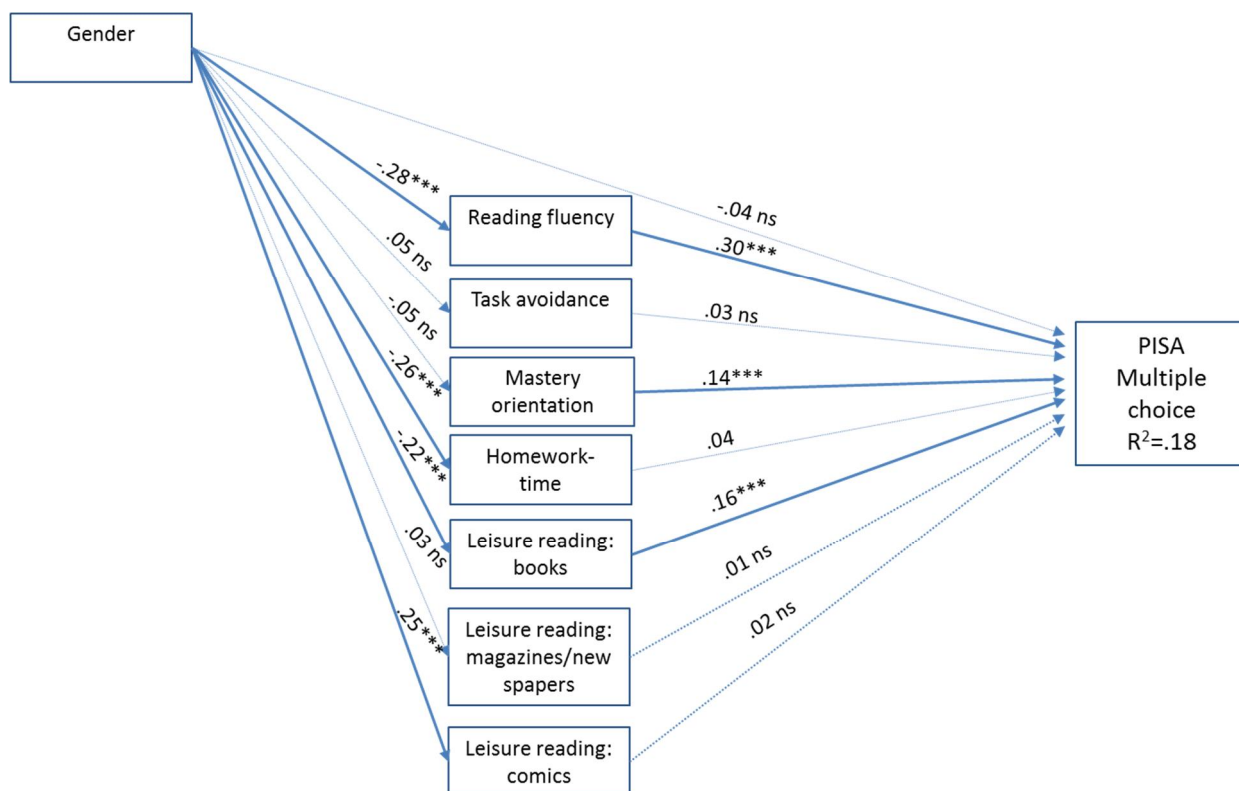 Gender
-.28***
-.04 ns
Reading fluency
.30***
.05 ns
Task avoidance
.03 ns
-.05 ns
PISA
Multiple
choice
R²=.18
-.26***
Mastery
orientation
.14***
-.22***
Homework-
time
.04
.16***
.03 ns
Leisure reading:
books
.01 ns
.25***
Leisure reading:
magazines/new
spapers
.02 ns
Leisure reading:
comics